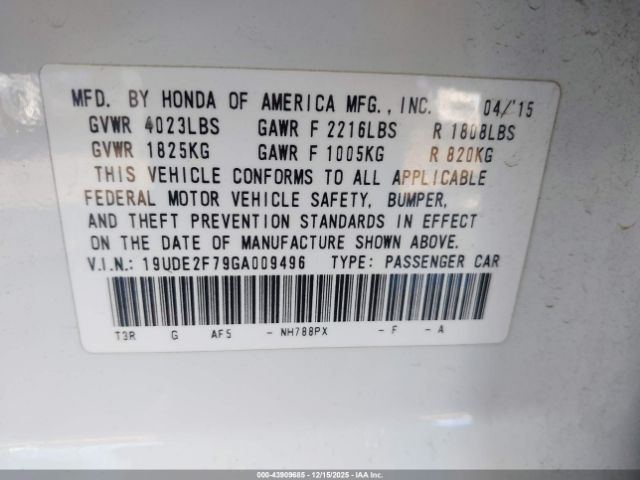 MFD. BY HONDA OF AMERICA MFG., INC. 04/'15
GVWR 4023LBS GAWR F 2216LBS R 1808LBS
GVWR 1825KG GAWR F 1005KG R 820KG
THIS VEHICLE CONFORMS TO ALL APPLICABLE
FEDERAL MOTOR VEHICLE SAFETY, BUMPER,
AND THEFT PREVENTION STANDARDS IN EFFECT
ON THE DATE OF MANUFACTURE SHOWN ABOVE.
V.I.N.: 19UDE2F79GA009496 TYPE: PASSENGER CAR
T3R G AF5 - NH788PX - F - A
000-43909685 | 12/15/2025 - IAA Inc.